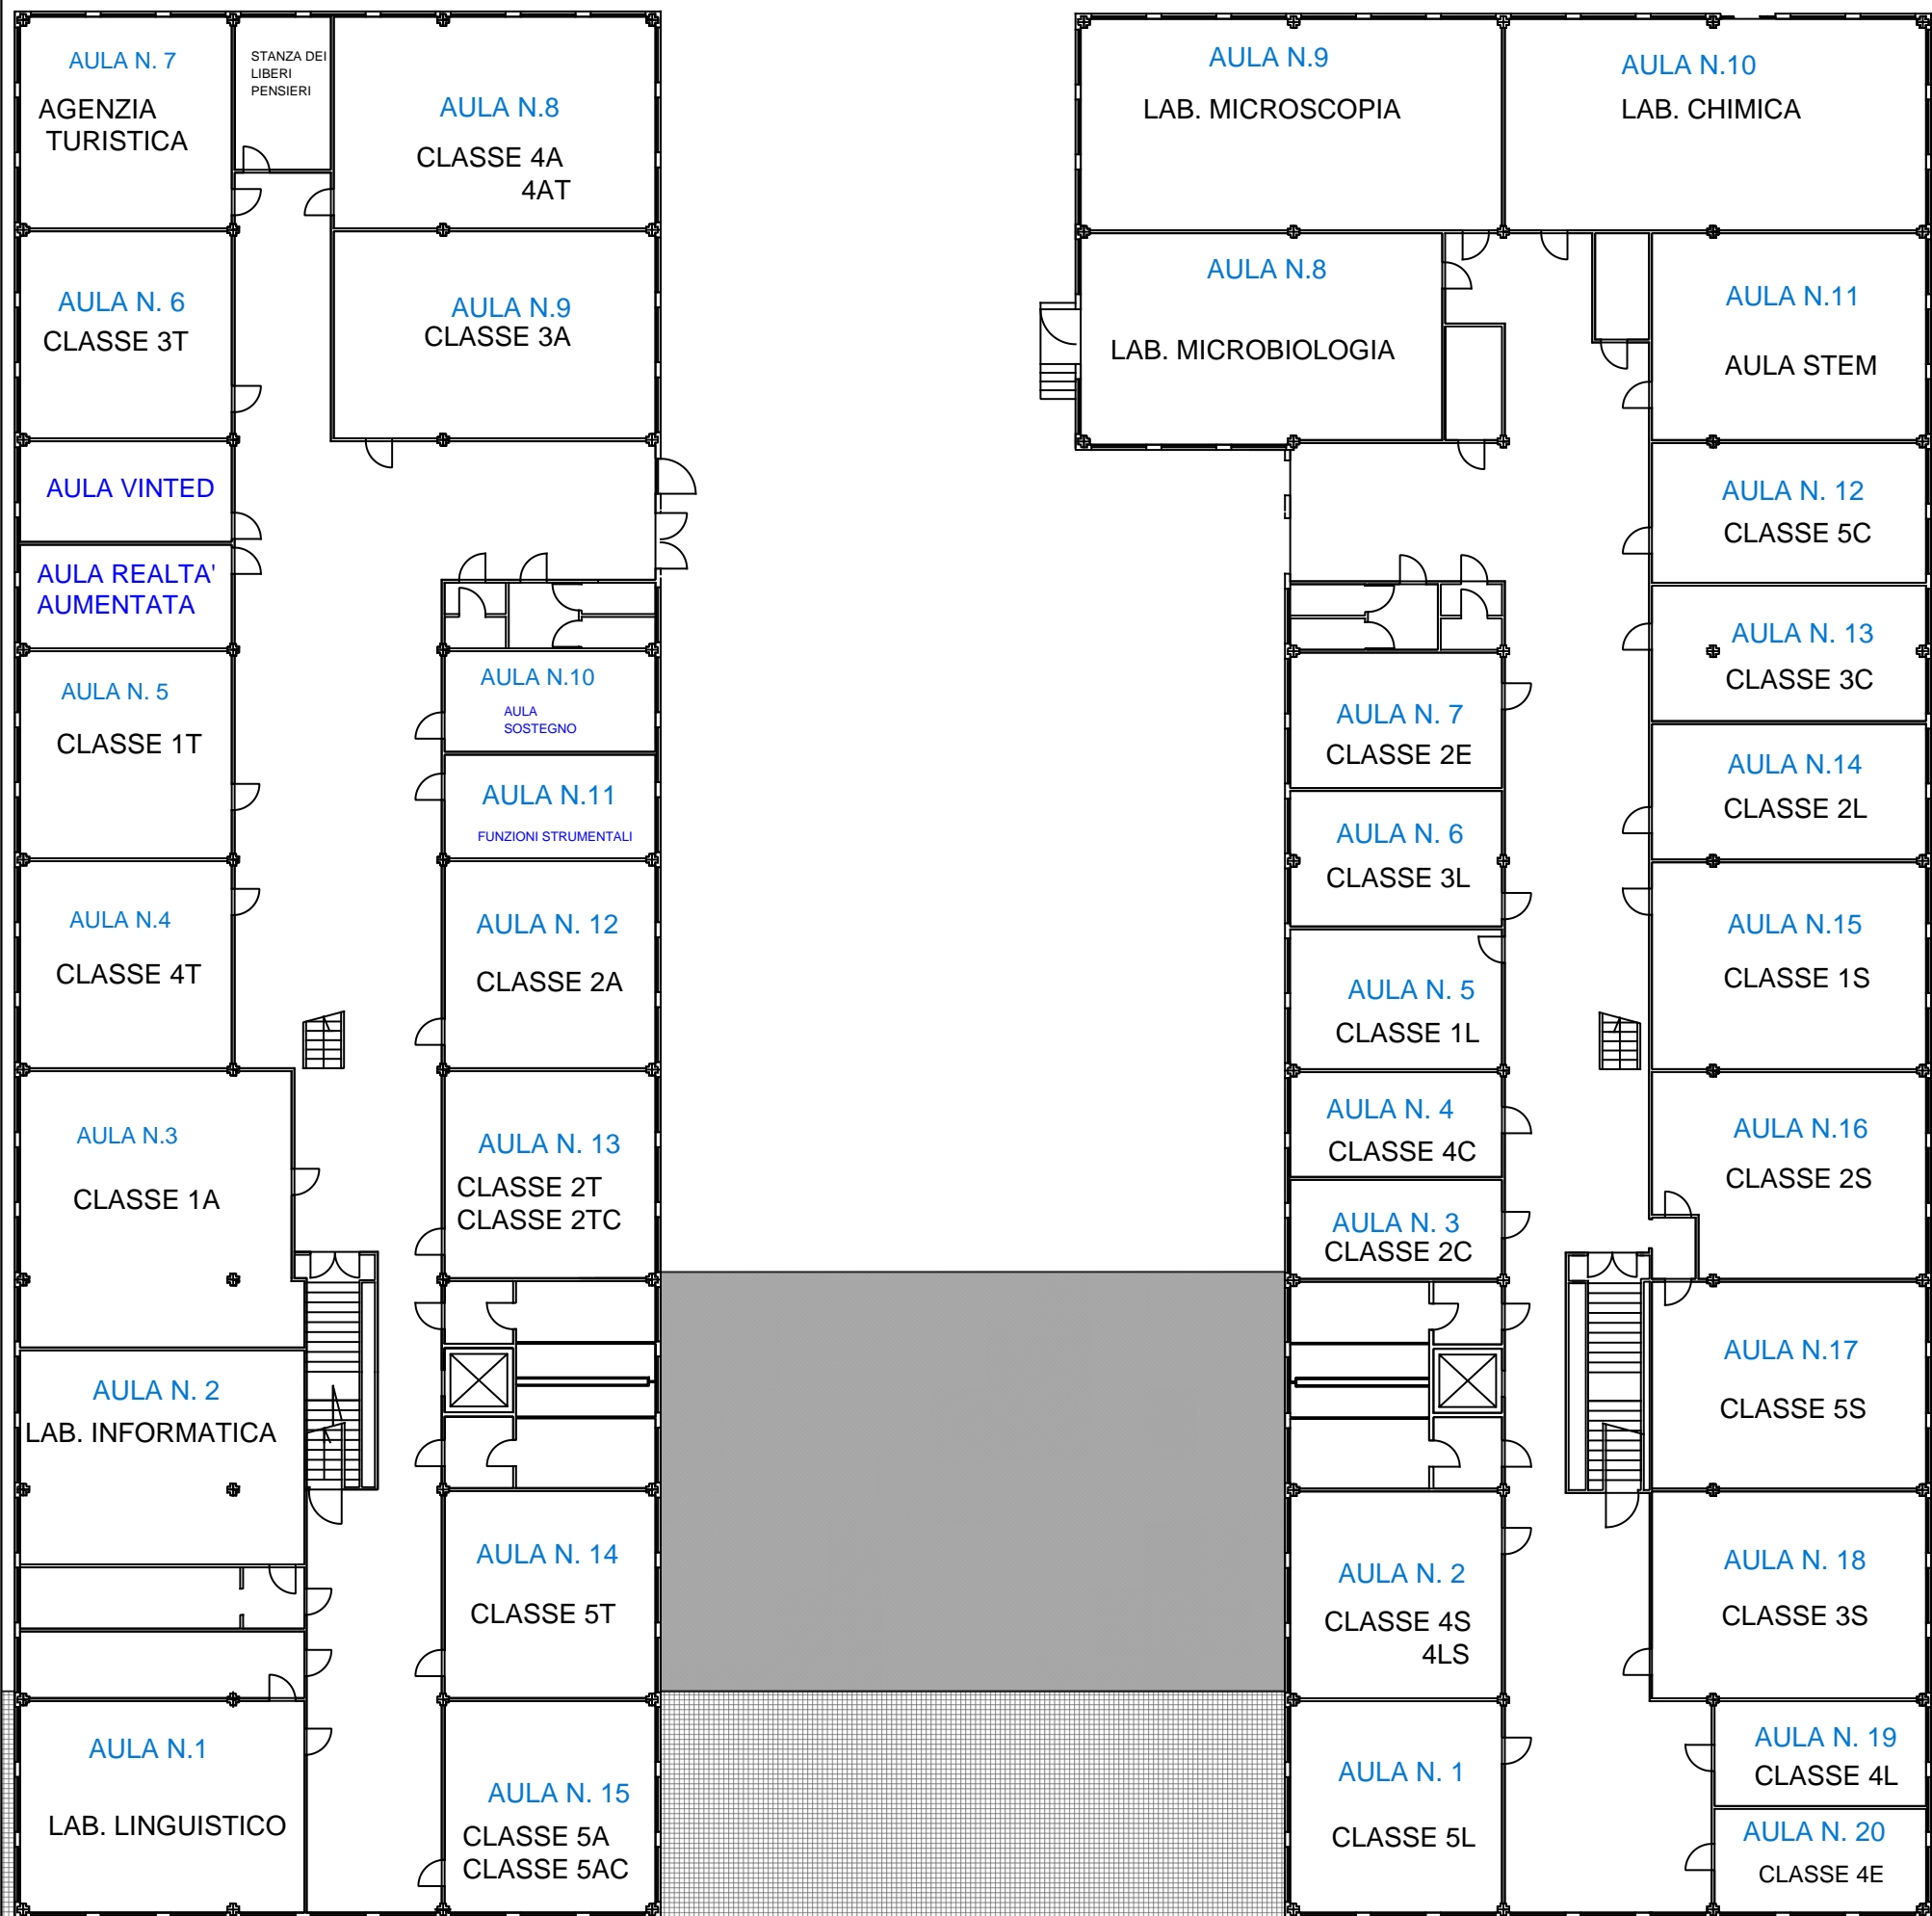 AULA N. 7
AGENZIA
TURISTICA
STANZA DEI
LIBERI
PENSIERI
AULA N.8
CLASSE 4A
4AT
AULA N. 6
CLASSE 3T
AULA N.9
CLASSE 3A
AULA VINTED
AULA REALTA'
AUMENTATA
AULA N. 5
CLASSE 1T
AULA N.10
AULA
SOSTEGNO
AULA N.11
FUNZIONI STRUMENTALI
AULA N.4
CLASSE 4T
AULA N. 12
CLASSE 2A
AULA N.3
CLASSE 1A
AULA N. 13
CLASSE 2T
CLASSE 2TC
AULA N. 2
LAB. INFORMATICA
AULA N. 14
CLASSE 5T
AULA N.1
LAB. LINGUISTICO
AULA N. 15
CLASSE 5A
CLASSE 5AC
AULA N.9
LAB. MICROSCOPIA
AULA N.10
LAB. CHIMICA
AULA N.8
LAB. MICROBIOLOGIA
AULA N.11
AULA STEM
AULA N. 12
CLASSE 5C
AULA N. 13
CLASSE 3C
AULA N. 7
CLASSE 2E
AULA N.14
CLASSE 2L
AULA N. 6
CLASSE 3L
AULA N.15
CLASSE 1S
AULA N. 5
CLASSE 1L
AULA N. 4
CLASSE 4C
AULA N.16
CLASSE 2S
AULA N. 3
CLASSE 2C
AULA N.17
CLASSE 5S
AULA N. 2
CLASSE 4S
4LS
AULA N. 18
CLASSE 3S
AULA N. 1
CLASSE 5L
AULA N. 19
CLASSE 4L
AULA N. 20
CLASSE 4E